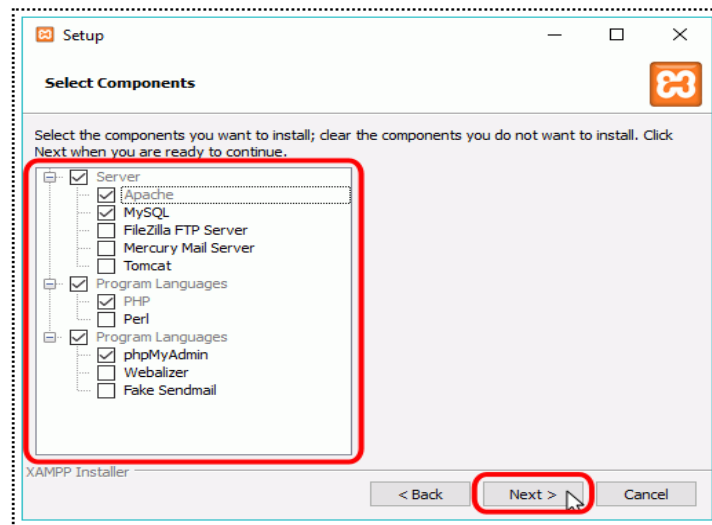 Setup
Select Components
Select the components you want to install; clear the components you do not want to install. Click
Next when you are ready to continue.
Server
Apache
MySQL
FileZilla FTP Server
Mercury Mail Server
Tomcat
Program Languages
PHP
Perl
Program Languages
phpMyAdmin
Webalizer
Fake Sendmail
XAMPP Installer
< Back
Next >
Cancel